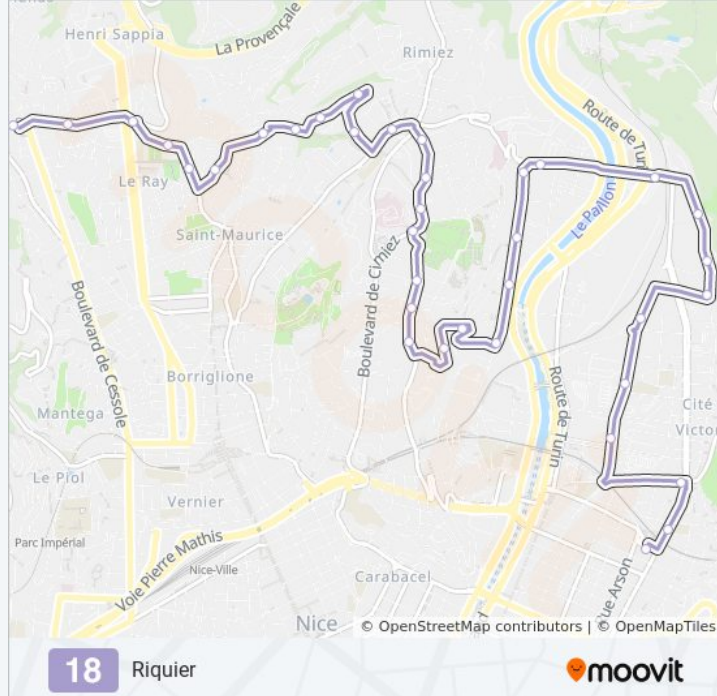 Henri Sappia
La Provençale
Rimiez
Route de Turin
Le Ray
Le Paillon
Saint-Maurice
Boulevard de Cimiez
Boulevard de Cessole
Borriglione
Route de Turin
Cité
Victor
Mantega
Le Piol
Vernier
Parc Impérial
Voie Pierre Mathis
Nice-Ville
Carabacel
Rue Arson
Nice
© OpenStreetMap contributors | © OpenMapTiles
18
Riquier
moovit